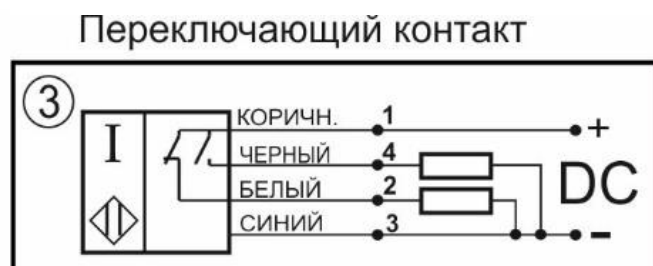 Переключающий контакт
3
I
КОРИЧН. 1 +
ЧЕРНЫЙ 4
БЕЛЫЙ 2
DC
СИНИЙ 3 -